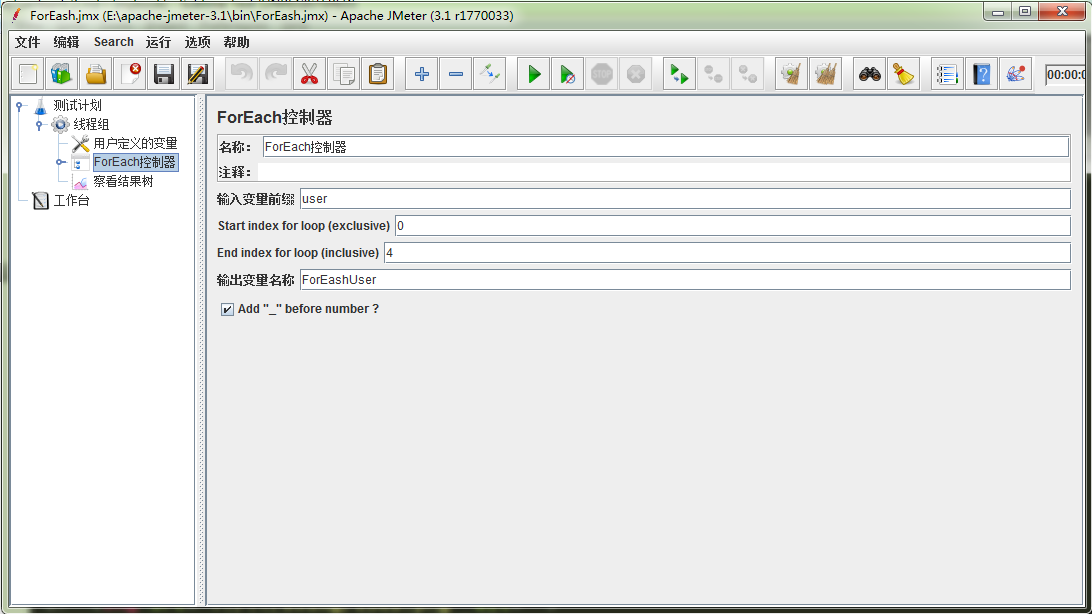 ForEash.jmx (E:\apache-jmeter-3.1\bin\ForEash.jmx) - Apache JMeter (3.1 r1770033)
文件 编辑 Search 运行 选项 帮助
STOP
00:00:0
测试计划
线程组
用户定义的变量
ForEach控制器
察看结果树
工作台
ForEach控制器
名称： ForEach控制器
注释：
输入变量前缀 user
Start index for loop (exclusive) 0
End index for loop (inclusive) 4
输出变量名称 ForEashUser
Add "_" before number ?